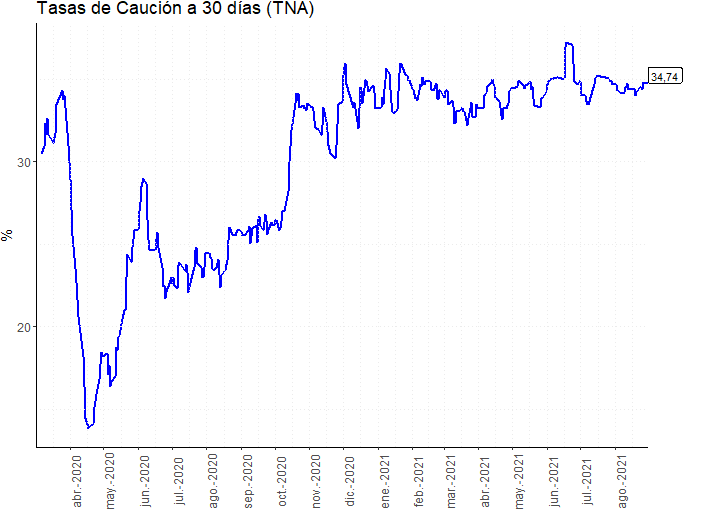 Tasas de Caución a 30 días (TNA)
34,74
30
%
20
abr.-2020
may.-2020
jun.-2020
jul.-2020
ago.-2020
sep.-2020
oct.-2020
nov.-2020
dic.-2020
ene.-2021
feb.-2021
mar.-2021
abr.-2021
may.-2021
jun.-2021
jul.-2021
ago.-2021